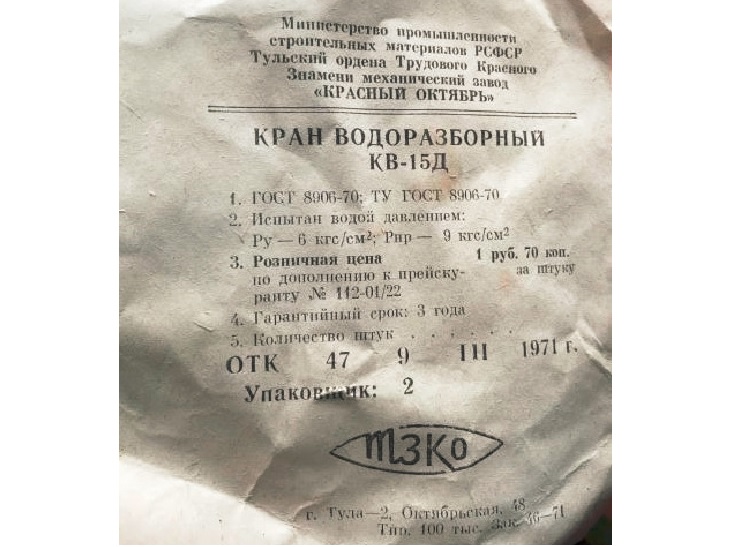 Министерство промышленности
строительных материалов РСФСР
Тульский ордена Трудового Красного
Знамени механический завод
«КРАСНЫЙ ОКТЯБРЬ»
КРАН ВОДОРАЗБОРНЫЙ
КВ-15Д
1. ГОСТ 8906-70; ТУ ГОСТ 8906-70
2. Испытан водой давлением:
Ру — 6 кгс/см²; Рпр — 9 кгс/см²
3. Розничная цена 1 руб. 70 коп.
по дополнению к прейску- за штуку
ранту № 112-01/22
4. Гарантийный срок: 3 года
5. Количество штук . . . . . .
ОТК 47 9 III 1971 г.
Упаковщик: 2
ТЗКО
г. Тула—2, Октябрьская, 48
Тир. 100 тыс. Зак. 36-71